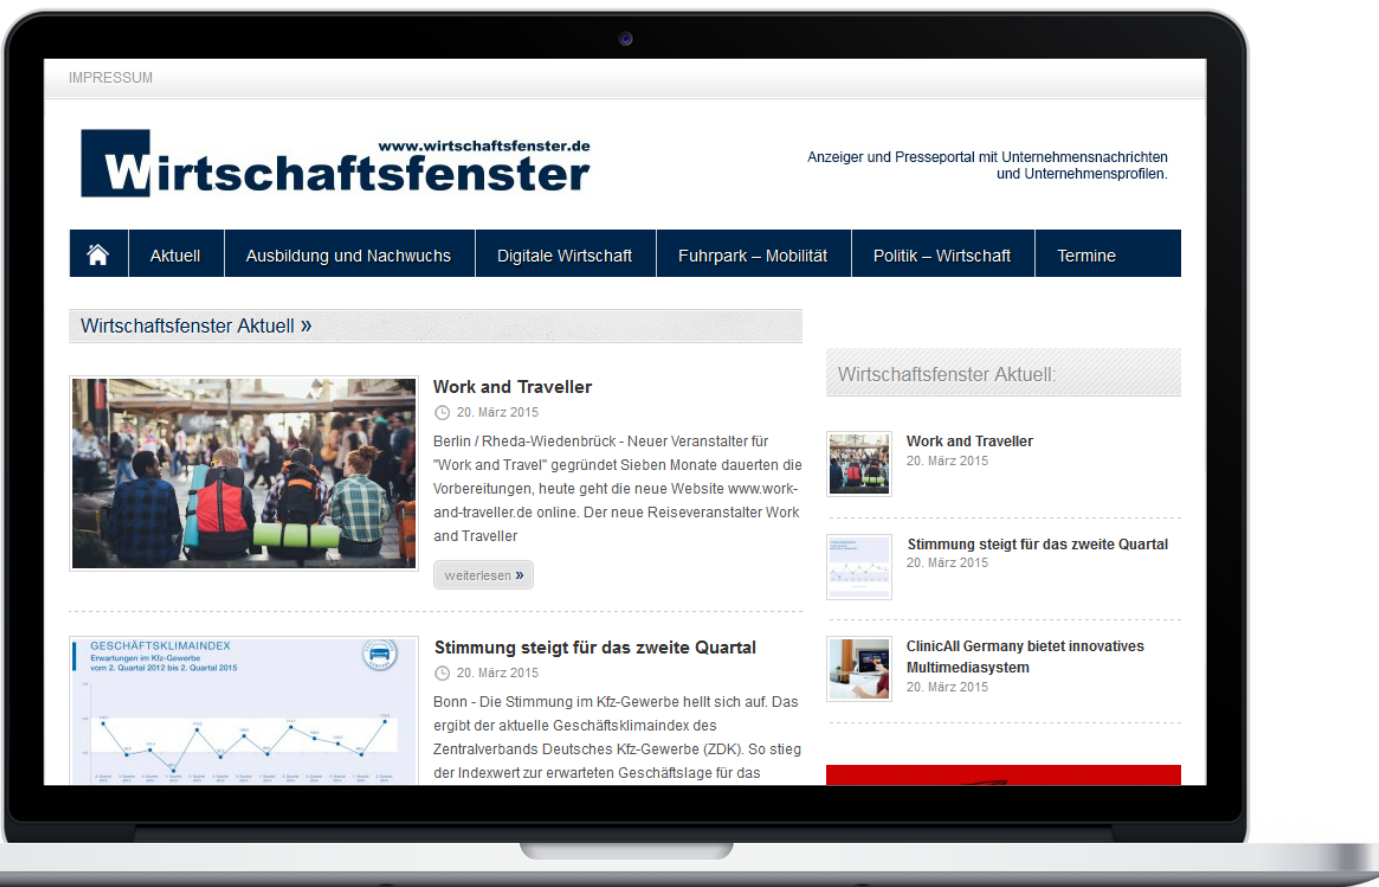 IMPRESSUM
www.wirtschaftsfenster.de
Wirtschaftsfenster
Anzeiger und Presseportal mit Unternehmensnachrichten
und Unternehmensprofilen.
Aktuell
Ausbildung und Nachwuchs
Digitale Wirtschaft
Fuhrpark – Mobilität
Politik – Wirtschaft
Termine
Wirtschaftsfenster Aktuell »
Work and Traveller
20. März 2015
Berlin / Rheda-Wiedenbrück - Neuer Veranstalter für
"Work and Travel" gegründet Sieben Monate dauerten die
Vorbereitungen, heute geht die neue Website www.work-
and-traveller.de online. Der neue Reiseveranstalter Work
and Traveller
weiterlesen »
GESCHÄFTSKLIMAINDEX
Erwartungen im Kfz-Gewerbe
vom 2. Quartal 2012 bis 2. Quartal 2015
Stimmung steigt für das zweite Quartal
20. März 2015
Bonn - Die Stimmung im Kfz-Gewerbe hellt sich auf. Das
ergibt der aktuelle Geschäftsklimaindex des
Zentralverbands Deutsches Kfz-Gewerbe (ZDK). So stieg
der Indexwert zur erwarteten Geschäftslage für das
Wirtschaftsfenster Aktuell:
Work and Traveller
20. März 2015
Stimmung steigt für das zweite Quartal
20. März 2015
ClinicAll Germany bietet innovatives
Multimediasystem
20. März 2015